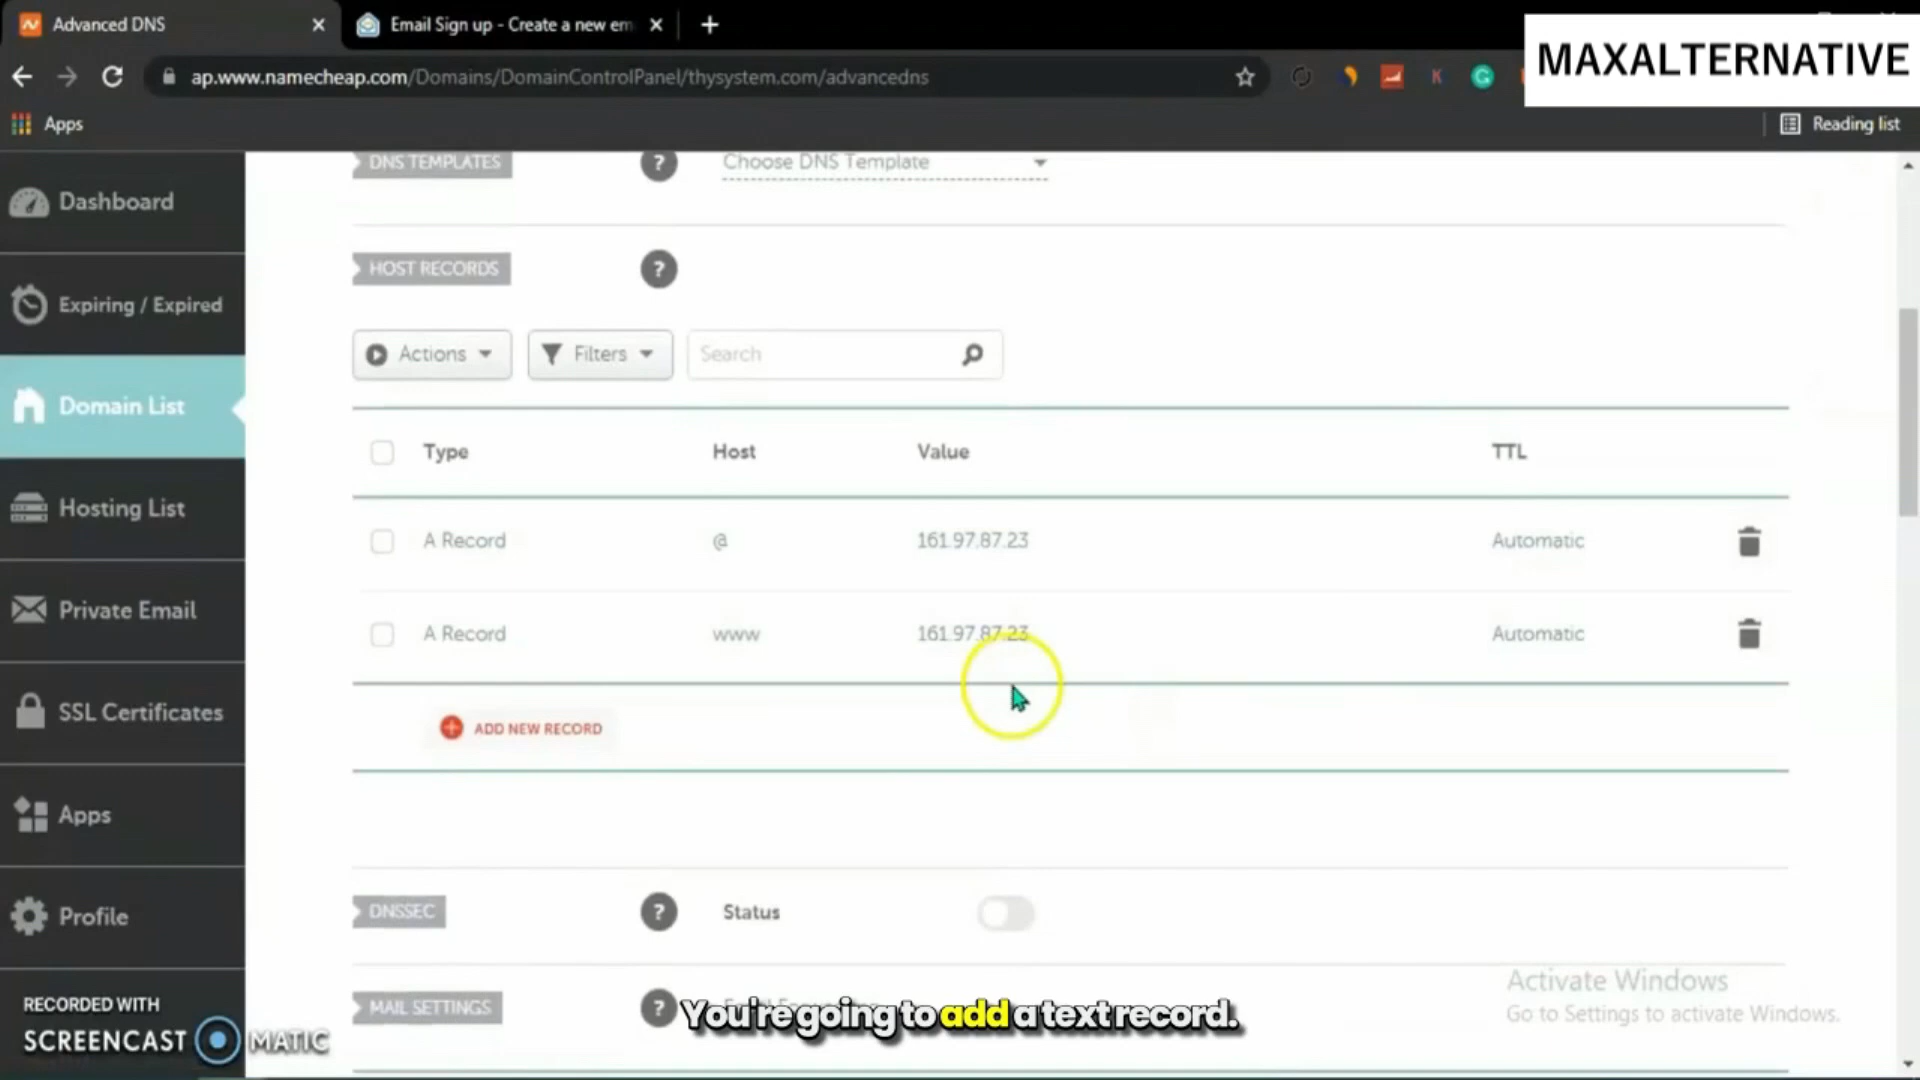 Advanced DNS
Email Sign up - Create a new em
MAXALTERNATIVE
ap.www.namecheap.com/Domains/DomainControlPanel/thysystem.com/advanceddns
Apps
Reading list
Dashboard
Expiring / Expired
Domain List
Hosting List
Private Email
SSL Certificates
Apps
Profile
DNS TEMPLATES ? Choose DNS Template
HOST RECORDS ?
Actions Filters Search
Type Host Value TTL
A Record @ 161.97.87.23 Automatic
A Record www 161.97.87.23 Automatic
ADD NEW RECORD
DNSSEC ? Status
MAIL SETTINGS ?
You're going to add a text record.
Activate Windows
Go to Settings to activate Windows.
RECORDED WITH
SCREENCAST MATIC